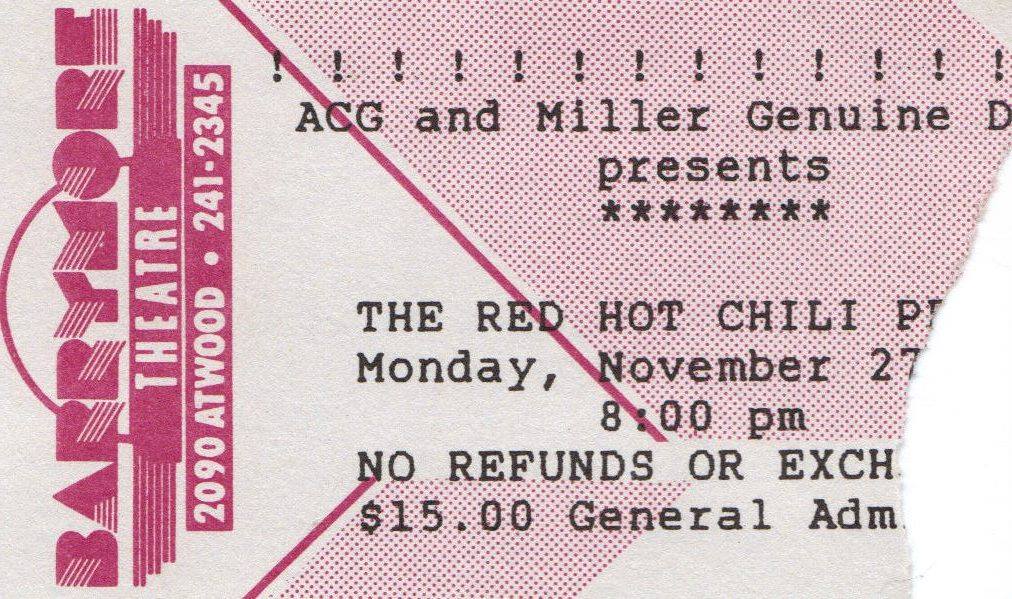 BARRYMORE
THEATRE
2090 ATWOOD • 241-2345
! ! ! ! ! ! ! ! ! ! ! ! !
ACG and Miller Genuine D
presents
********
THE RED HOT CHILI P
Monday, November 27
8:00 pm
NO REFUNDS OR EXCH
$15.00 General Adm